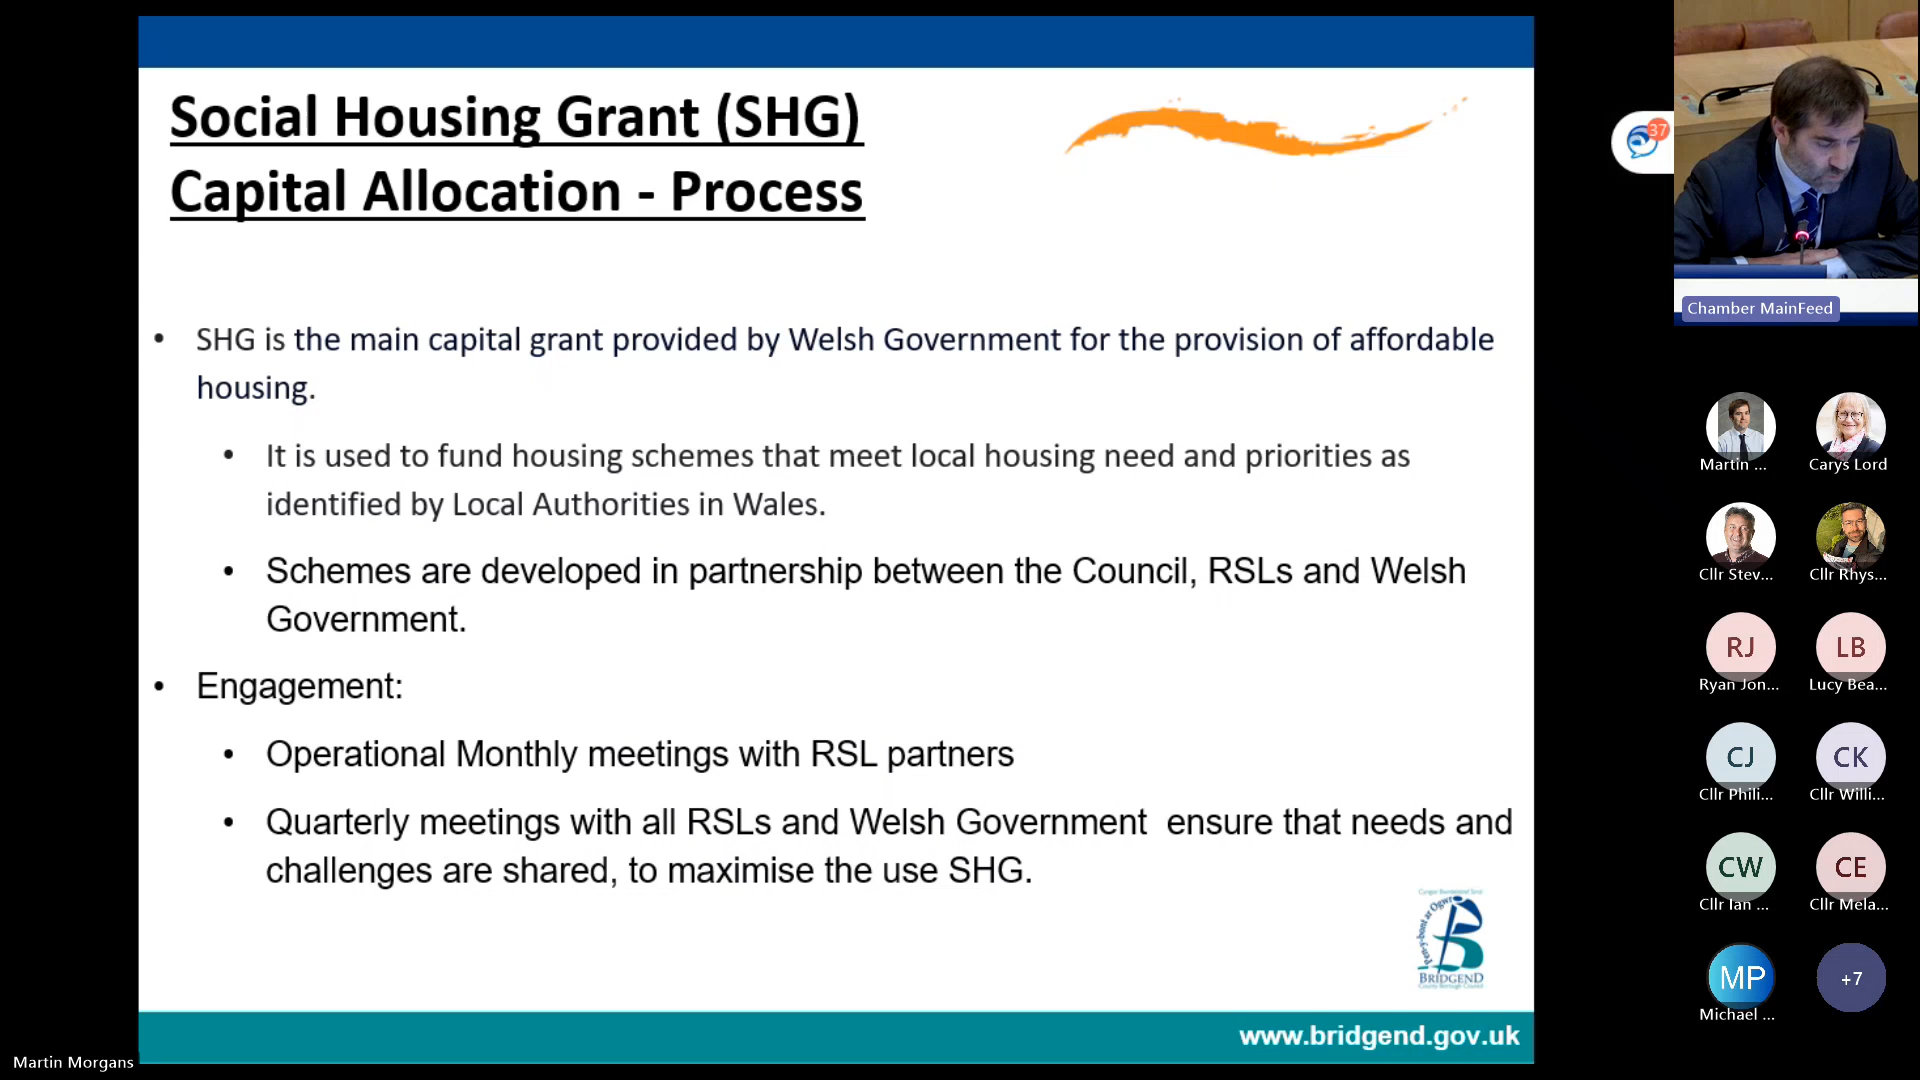 Social Housing Grant (SHG)
Capital Allocation - Process
• SHG is the main capital grant provided by Welsh Government for the provision of affordable
housing.
• It is used to fund housing schemes that meet local housing need and priorities as
identified by Local Authorities in Wales.
• Schemes are developed in partnership between the Council, RSLs and Welsh
Government.
• Engagement:
• Operational Monthly meetings with RSL partners
• Quarterly meetings with all RSLs and Welsh Government ensure that needs and
challenges are shared, to maximise the use SHG.
BRIDGEND
County Borough Council
www.bridgend.gov.uk
Martin Morgans
37
Chamber MainFeed
Martin ...
Carys Lord
Cllr Stev...
Cllr Rhys...
RJ
Ryan Jon...
LB
Lucy Bea...
CJ
Cllr Phili...
CK
Cllr Willi...
CW
Cllr Ian ...
CE
Cllr Mela...
MP
Michael ...
+7